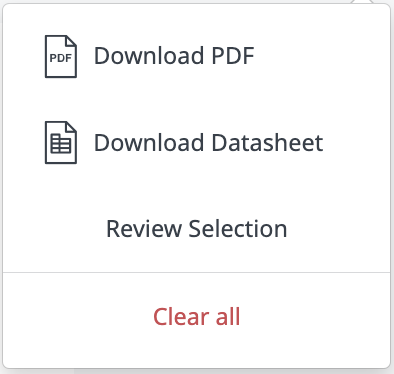 PDF
Download PDF
Download Datasheet
Review Selection
Clear all